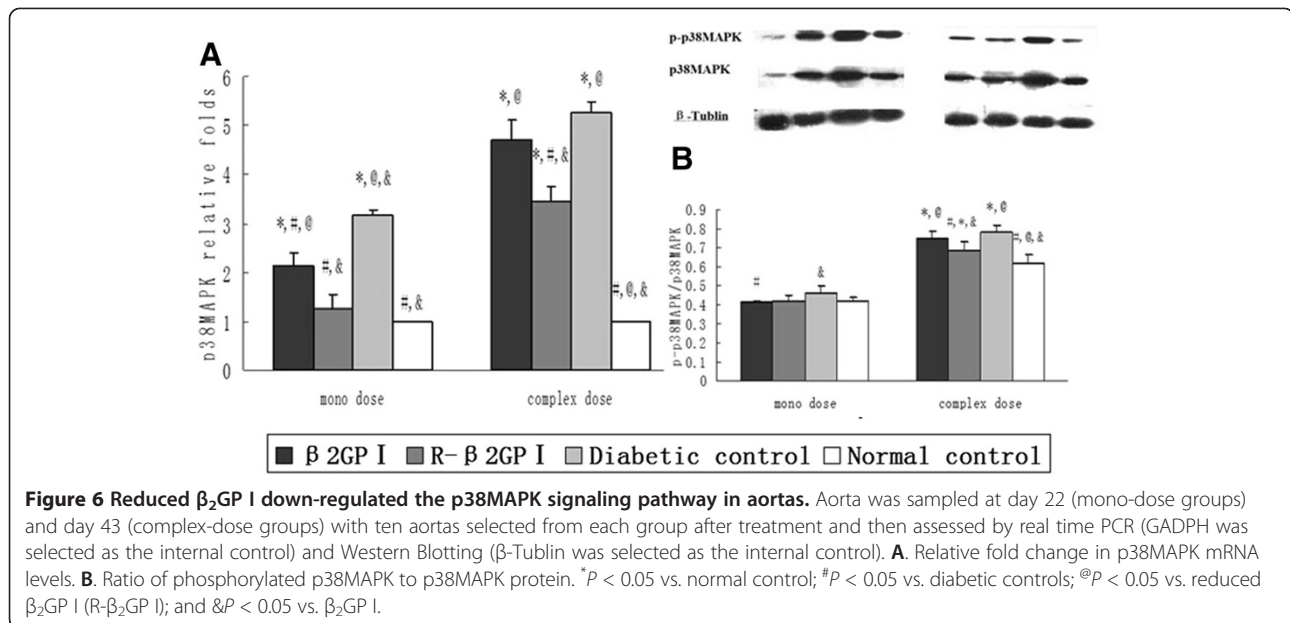 A
p38MAPK relative folds
6
5
4
3
2
1
0
*,#,@
#,&
*,@,&
#,&
*,@
*,#,&
*,@
#,@,&
mono dose
complex dose
p-p38MAPK
p38MAPK
β-Tublin
B
p-p38MAPK/p38MAPK
0.9
0.8
0.7
0.6
0.5
0.4
0.3
0.2
0.1
0
#
&
*,@
#,*,&
*,@
#,@,&
mono dose
complex dose
β2GP I R-β2GP I Diabetic control Normal control
Figure 6 Reduced β₂GP I down-regulated the p38MAPK signaling pathway in aortas. Aorta was sampled at day 22 (mono-dose groups)
and day 43 (complex-dose groups) with ten aortas selected from each group after treatment and then assessed by real time PCR (GADPH was
selected as the internal control) and Western Blotting (β-Tublin was selected as the internal control). A. Relative fold change in p38MAPK mRNA
levels. B. Ratio of phosphorylated p38MAPK to p38MAPK protein. *P < 0.05 vs. normal control; #P < 0.05 vs. diabetic controls; @P < 0.05 vs. reduced
β₂GP I (R-β₂GP I); and &P < 0.05 vs. β₂GP I.